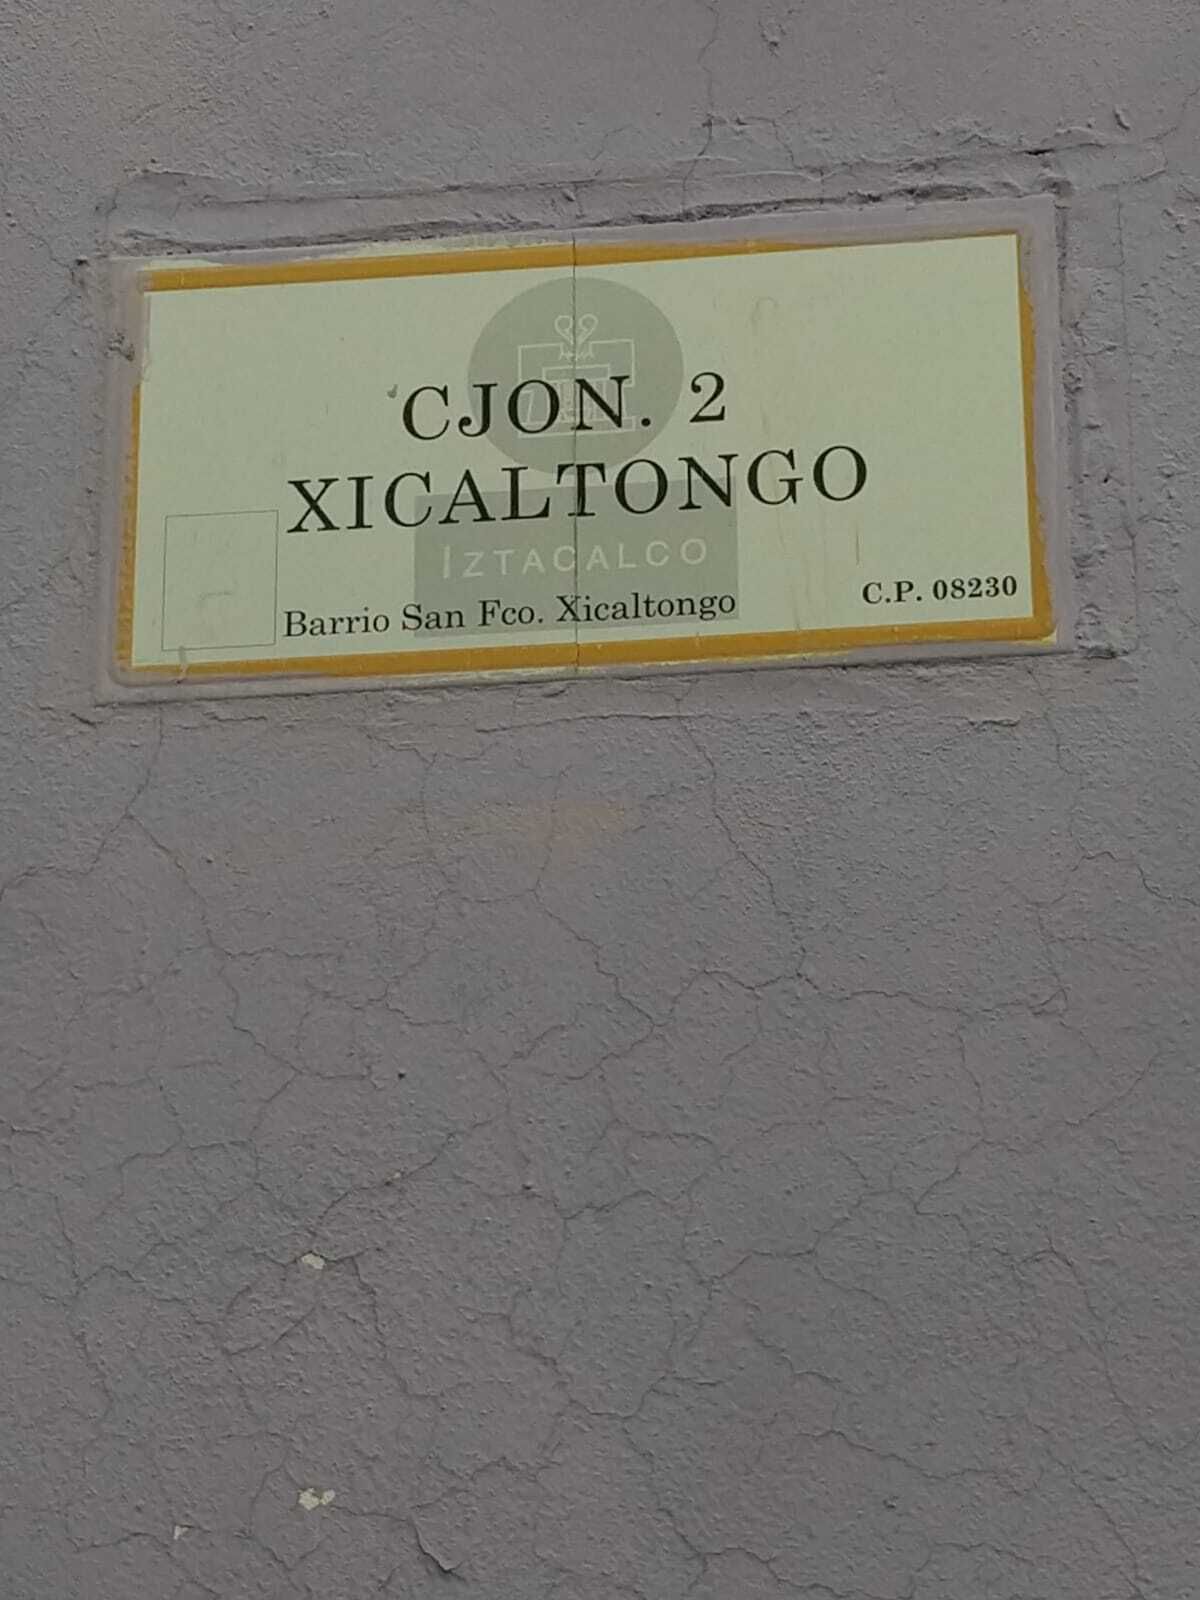 CJON. 2
XICALTONGO
IZTACALCO
Barrio San Fco. Xicaltongo
C.P. 08230